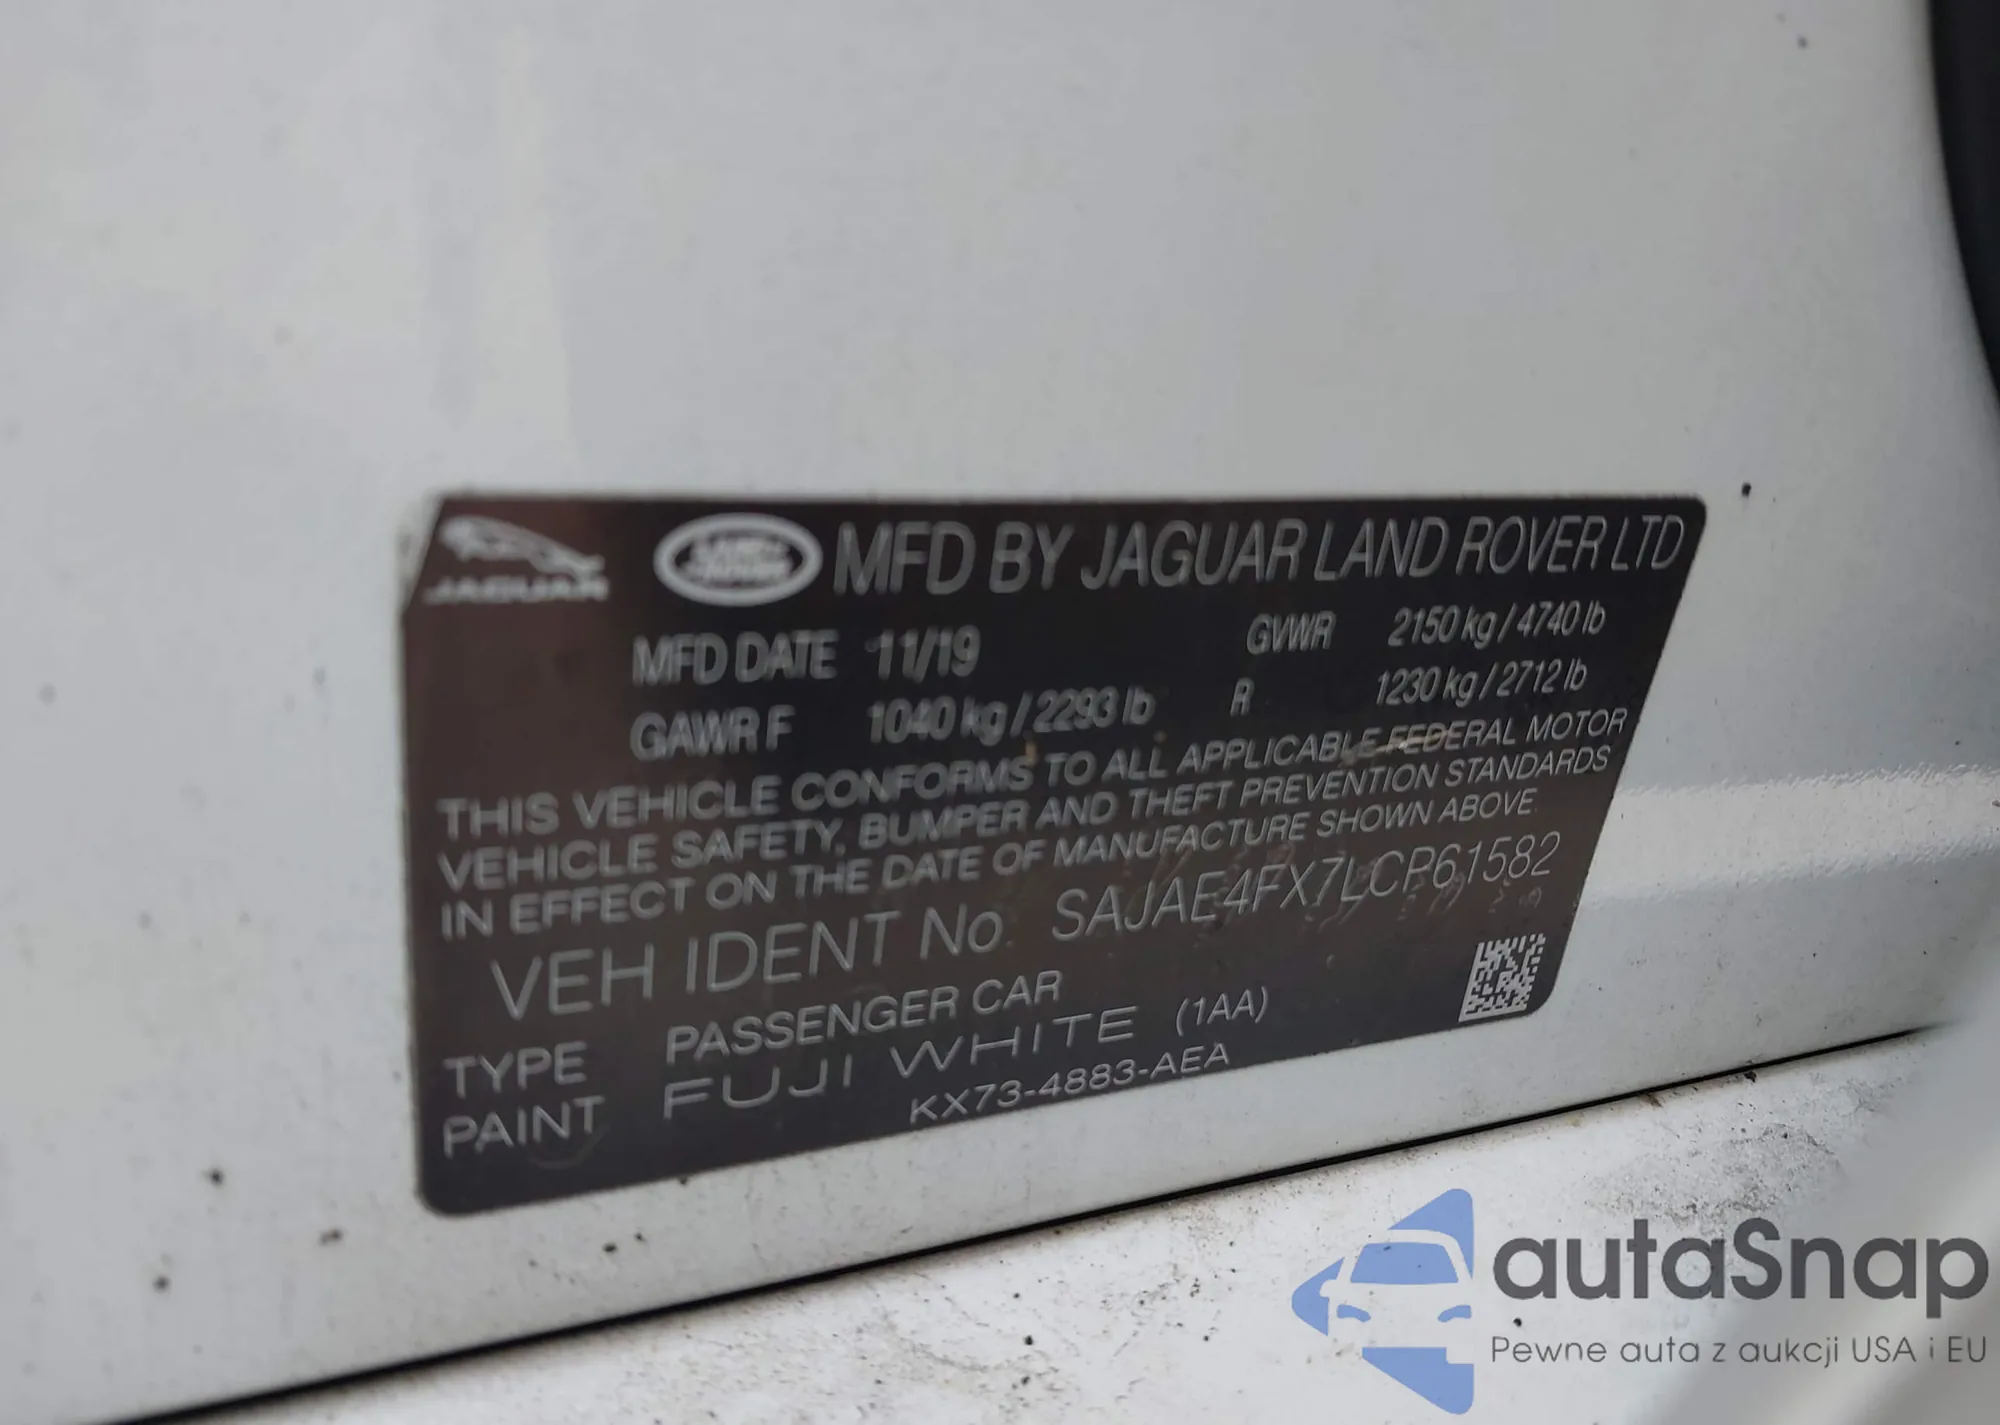 JAGUAR
LAND ROVER
MFD BY JAGUAR LAND ROVER LTD
MFD DATE 11/19 GVWR 2150 kg / 4740 lb
GAWR F 1040 kg / 2293 lb R 1230 kg / 2712 lb
THIS VEHICLE CONFORMS TO ALL APPLICABLE FEDERAL MOTOR
VEHICLE SAFETY, BUMPER AND THEFT PREVENTION STANDARDS
IN EFFECT ON THE DATE OF MANUFACTURE SHOWN ABOVE
VEH IDENT No. SAJAE4FX7LCP61582
TYPE PASSENGER CAR
PAINT FUJI WHITE (1AA)
KX73-4883-AEA
autaSnap
Pewne auta z aukcji USA i EU